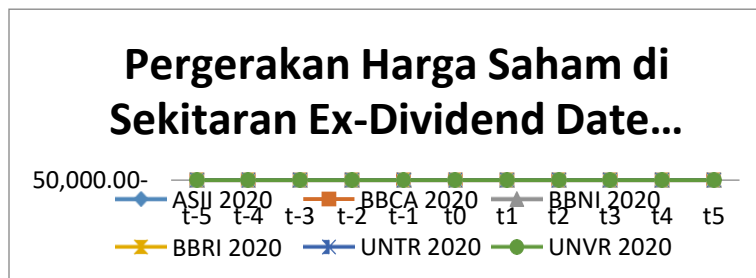 Pergerakan Harga Saham di
Sekitaran Ex-Dividend Date...
50,000.00-
ASII 2020 BBCA 2020 BBNI 2020
t-5 t-4 t-3 t-2 t-1 t0 t1 t2 t3 t4 t5
BBRI 2020 UNTR 2020 UNVR 2020